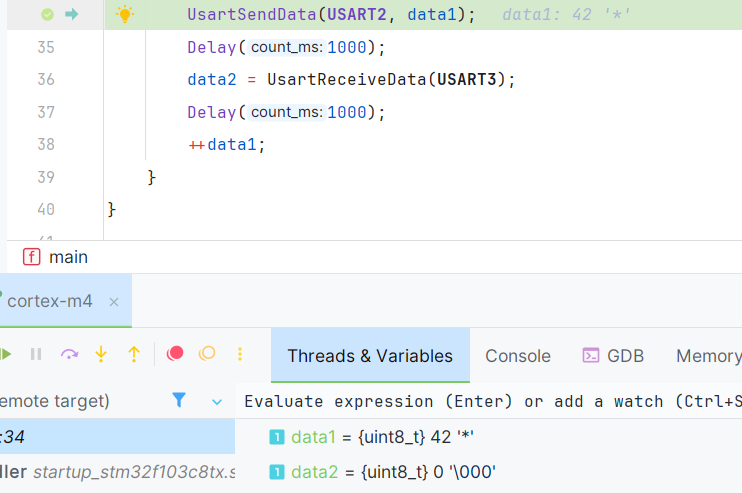 UsartSendData(USART2, data1); data1: 42 '*'
35 Delay( count_ms: 1000);
36 data2 = UsartReceiveData(USART3);
37 Delay( count_ms: 1000);
38 ++data1;
39 }
40 }
f main
cortex-m4 ×
Threads & Variables Console GDB Memory
emote target) Evaluate expression (Enter) or add a watch (Ctrl+S
:34 1 data1 = {uint8_t} 42 '*'
ller startup_stm32f103c8tx.s 1 data2 = {uint8_t} 0 '\000'